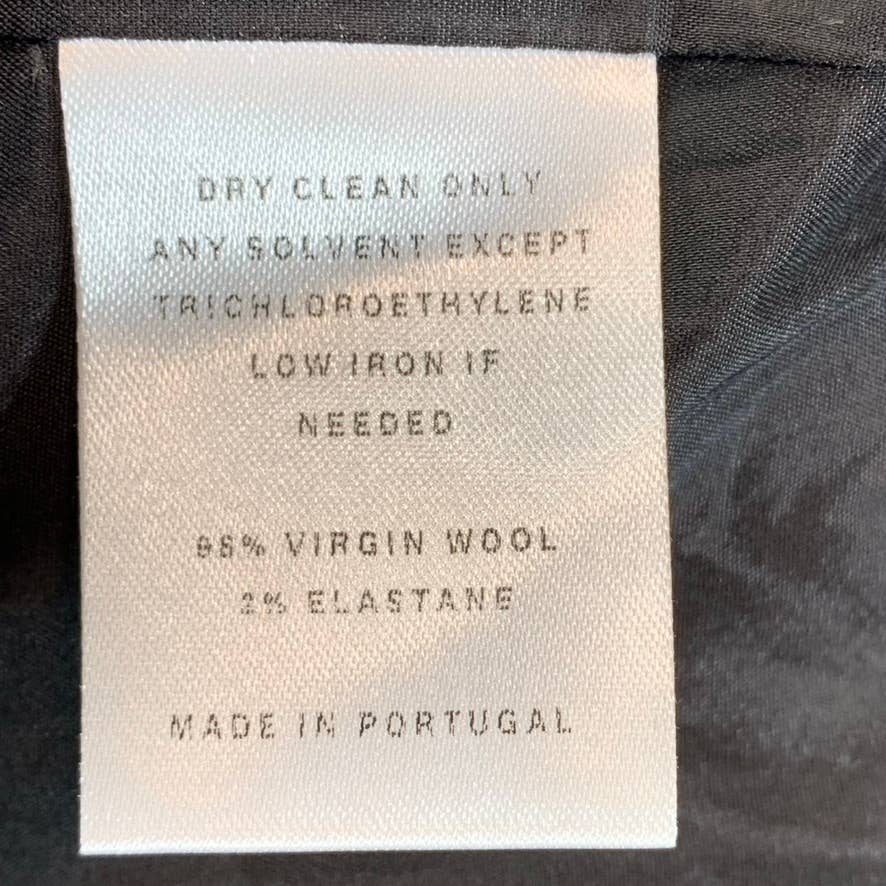 DRY CLEAN ONLY
ANY SOLVENT EXCEPT
TRICHLOROETHYLENE
LOW IRON IF
NEEDED
98% VIRGIN WOOL
2% ELASTANE
MADE IN PORTUGAL